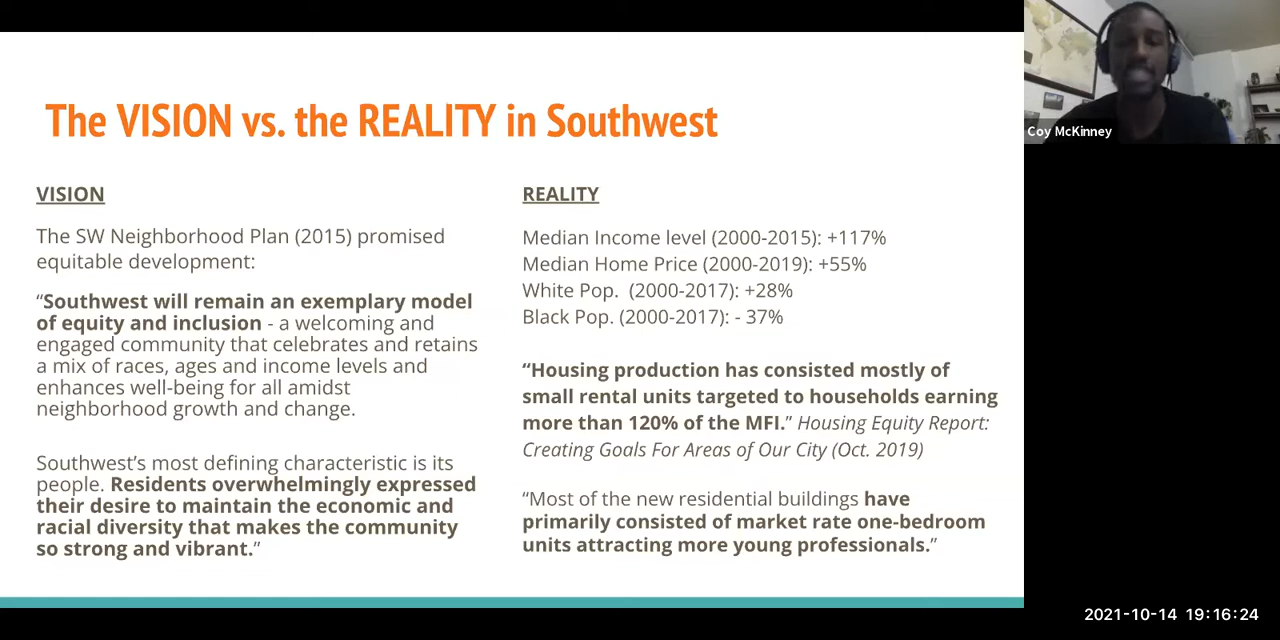 The VISION vs. the REALITY in Southwest
VISION
The SW Neighborhood Plan (2015) promised
equitable development:
“Southwest will remain an exemplary model
of equity and inclusion - a welcoming and
engaged community that celebrates and retains
a mix of races, ages and income levels and
enhances well-being for all amidst
neighborhood growth and change.
Southwest’s most defining characteristic is its
people. Residents overwhelmingly expressed
their desire to maintain the economic and
racial diversity that makes the community
so strong and vibrant.”
REALITY
Median Income level (2000-2015): +117%
Median Home Price (2000-2019): +55%
White Pop.  (2000-2017): +28%
Black Pop. (2000-2017): - 37%
“Housing production has consisted mostly of
small rental units targeted to households earning
more than 120% of the MFI.” Housing Equity Report:
Creating Goals For Areas of Our City (Oct. 2019)
“Most of the new residential buildings have
primarily consisted of market rate one-bedroom
units attracting more young professionals.”
Coy McKinney
2021-10-14 19:16:24